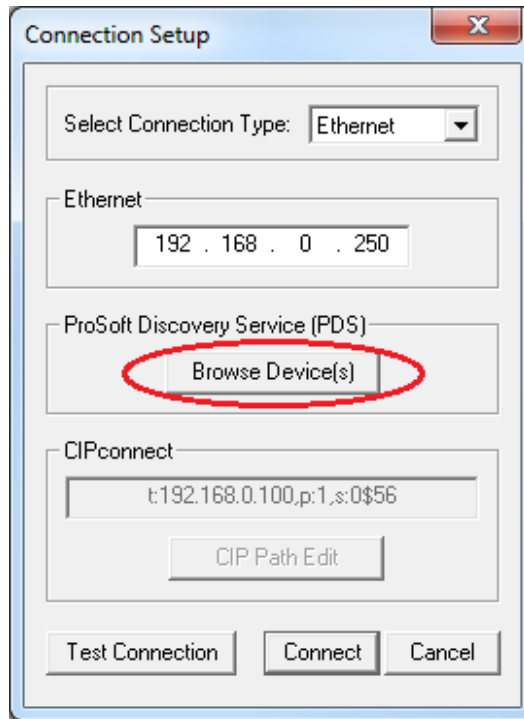 Connection Setup
Select Connection Type: Ethernet
Ethernet
192 . 168 . 0 . 250
ProSoft Discovery Service (PDS)
Browse Device(s)
CIPconnect
t:192.168.0.100,p:1,s:0$56
CIP Path Edit
Test Connection Connect Cancel